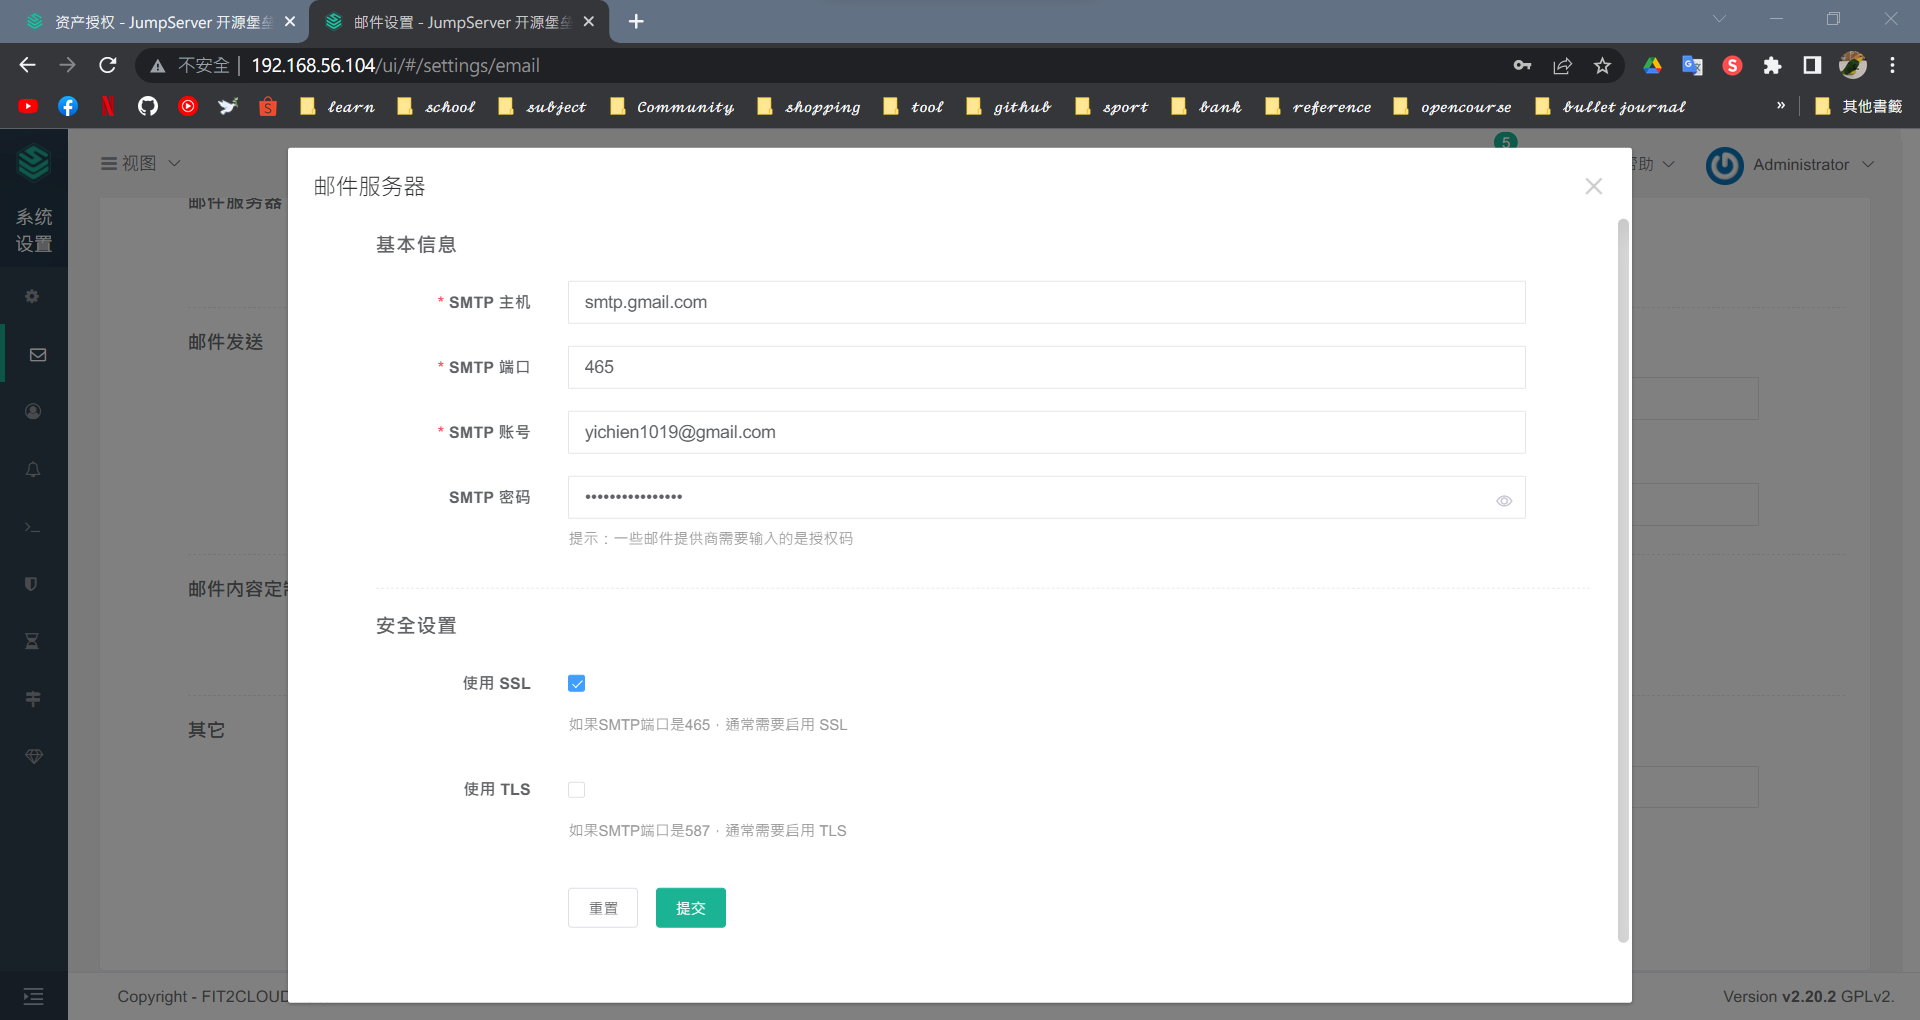 资产授权 - JumpServer 开源堡垒
邮件设置 - JumpServer 开源堡垒
不安全 | 192.168.56.104/ui/#/settings/email
learn school subject Community shopping tool github sport bank reference opencourse bullet journal » 其他書籤
视图
5
帮助
Administrator
系统
设置
邮件服务器
邮件发送
邮件内容定制
其它
邮件服务器
基本信息
* SMTP 主机 smtp.gmail.com
* SMTP 端口 465
* SMTP 账号 yichien1019@gmail.com
SMTP 密码 ••••••••••••••••
提示：一些邮件提供商需要输入的是授权码
安全设置
使用 SSL
如果SMTP端口是465，通常需要启用 SSL
使用 TLS
如果SMTP端口是587，通常需要启用 TLS
重置 提交
Copyright - FIT2CLOUD
Version v2.20.2 GPLv2.